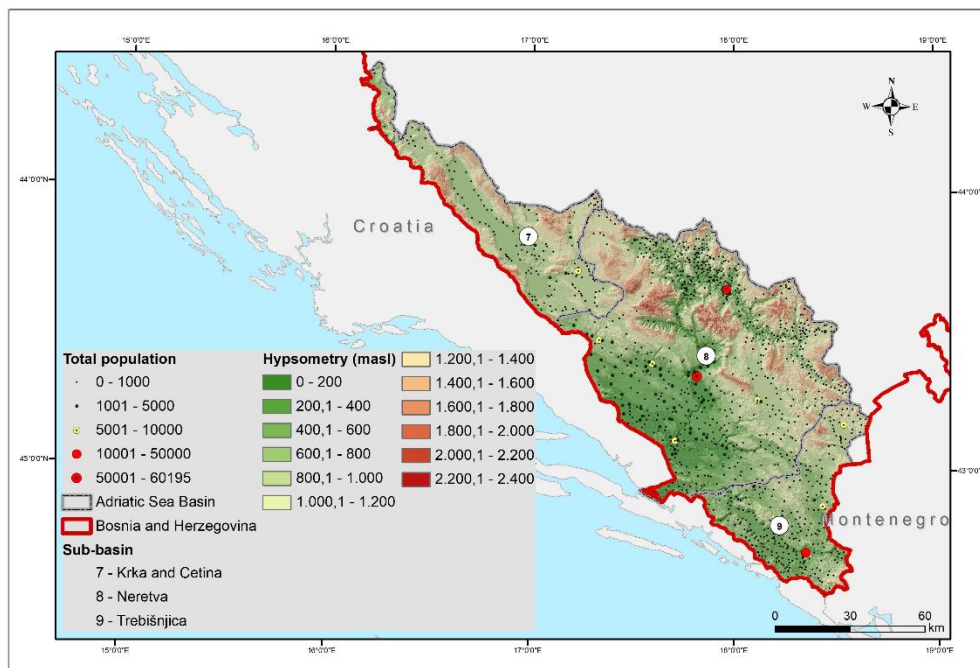 15°0'0"E 16°0'0"E 17°0'0"E 18°0'0"E 19°0'0"E
N
W E
S
44°0'0"N 44°0'0"N
Croatia
7
8
Total population
0 - 1000
1001 - 5000
5001 - 10000
10001 - 50000
50001 - 60195
Adriatic Sea Basin
Bosnia and Herzegovina
Sub-basin
7 - Krka and Cetina
8 - Neretva
9 - Trebišnjica
Hypsometry (masl)
0 - 200
200,1 - 400
400,1 - 600
600,1 - 800
800,1 - 1.000
1.000,1 - 1.200
1.200,1 - 1.400
1.400,1 - 1.600
1.600,1 - 1.800
1.800,1 - 2.000
2.000,1 - 2.200
2.200,1 - 2.400
43°0'0"N 43°0'0"N
9
Montenegro
0 30 60
km
15°0'0"E 16°0'0"E 17°0'0"E 18°0'0"E 19°0'0"E